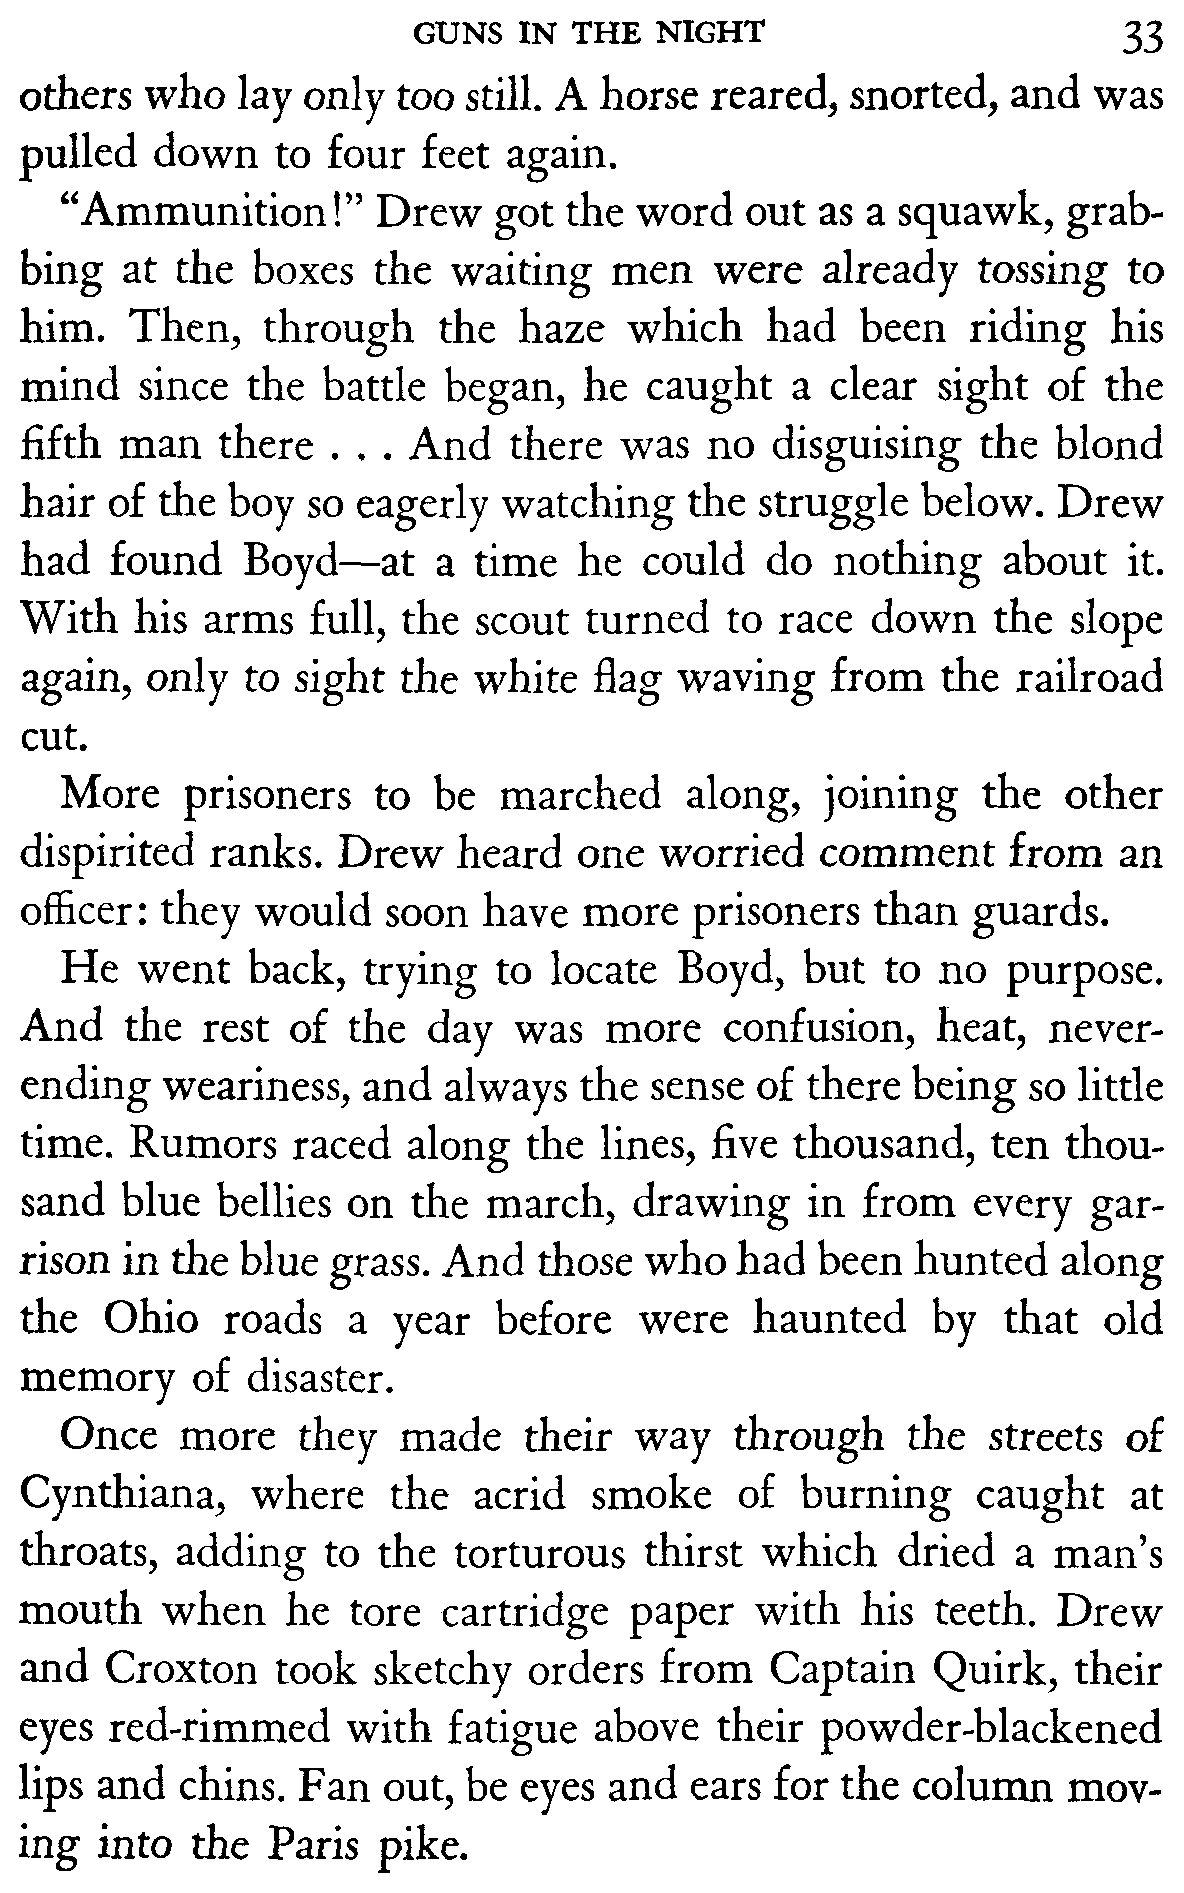 GUNS IN THE NIGHT 33
others who lay only too still. A horse reared, snorted, and was
pulled down to four feet again.
“Ammunition!” Drew got the word out as a squawk, grab-
bing at the boxes the waiting men were already tossing to
him. Then, through the haze which had been riding his
mind since the battle began, he caught a clear sight of the
fifth man there . . . And there was no disguising the blond
hair of the boy so eagerly watching the struggle below. Drew
had found Boyd—at a time he could do nothing about it.
With his arms full, the scout turned to race down the slope
again, only to sight the white flag waving from the railroad
cut.
More prisoners to be marched along, joining the other
dispirited ranks. Drew heard one worried comment from an
officer: they would soon have more prisoners than guards.
He went back, trying to locate Boyd, but to no purpose.
And the rest of the day was more confusion, heat, never-
ending weariness, and always the sense of there being so little
time. Rumors raced along the lines, five thousand, ten thou-
sand blue bellies on the march, drawing in from every gar-
rison in the blue grass. And those who had been hunted along
the Ohio roads a year before were haunted by that old
memory of disaster.
Once more they made their way through the streets of
Cynthiana, where the acrid smoke of burning caught at
throats, adding to the torturous thirst which dried a man’s
mouth when he tore cartridge paper with his teeth. Drew
and Croxton took sketchy orders from Captain Quirk, their
eyes red-rimmed with fatigue above their powder-blackened
lips and chins. Fan out, be eyes and ears for the column mov-
ing into the Paris pike.